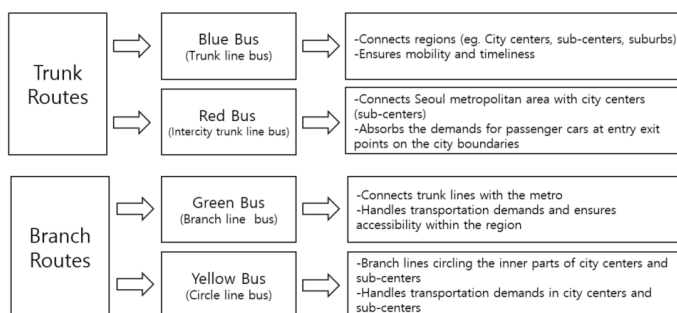 Trunk
Routes
Blue Bus
(Trunk line bus)
-Connects regions (eg. City centers, sub-centers, suburbs)
-Ensures mobility and timeliness
Red Bus
(Intercity trunk line bus)
-Connects Seoul metropolitan area with city centers
(sub-centers)
-Absorbs the demands for passenger cars at entry exit
points on the city boundaries
Branch
Routes
Green Bus
(Branch line bus)
-Connects trunk lines with the metro
-Handles transportation demands and ensures
accessibility within the region
Yellow Bus
(Circle line bus)
-Branch lines circling the inner parts of city centers and
sub-centers
-Handles transportation demands in city centers and
sub-centers